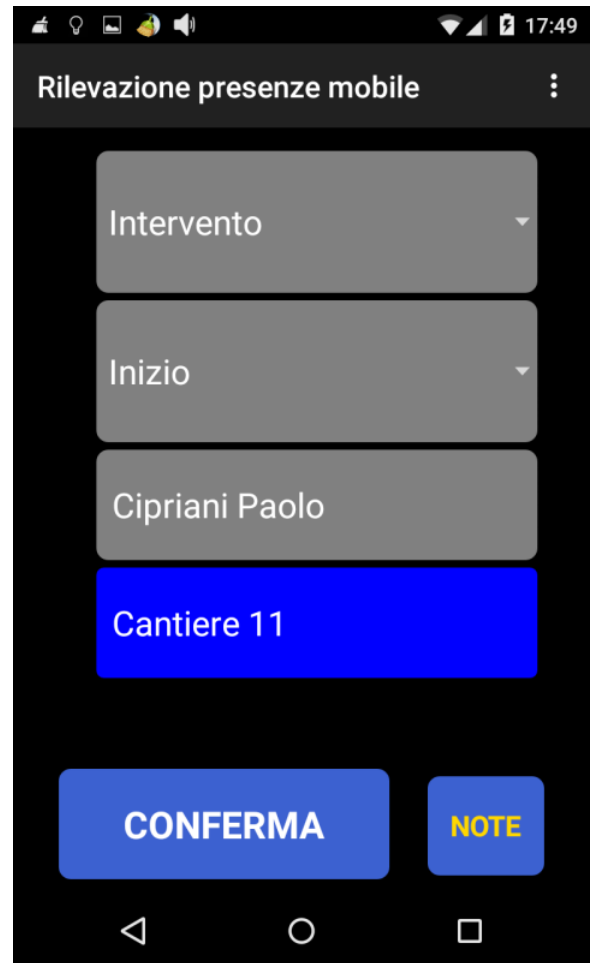 17:49
Rilevazione presenze mobile
Intervento
Inizio
Cipriani Paolo
Cantiere 11
CONFERMA
NOTE